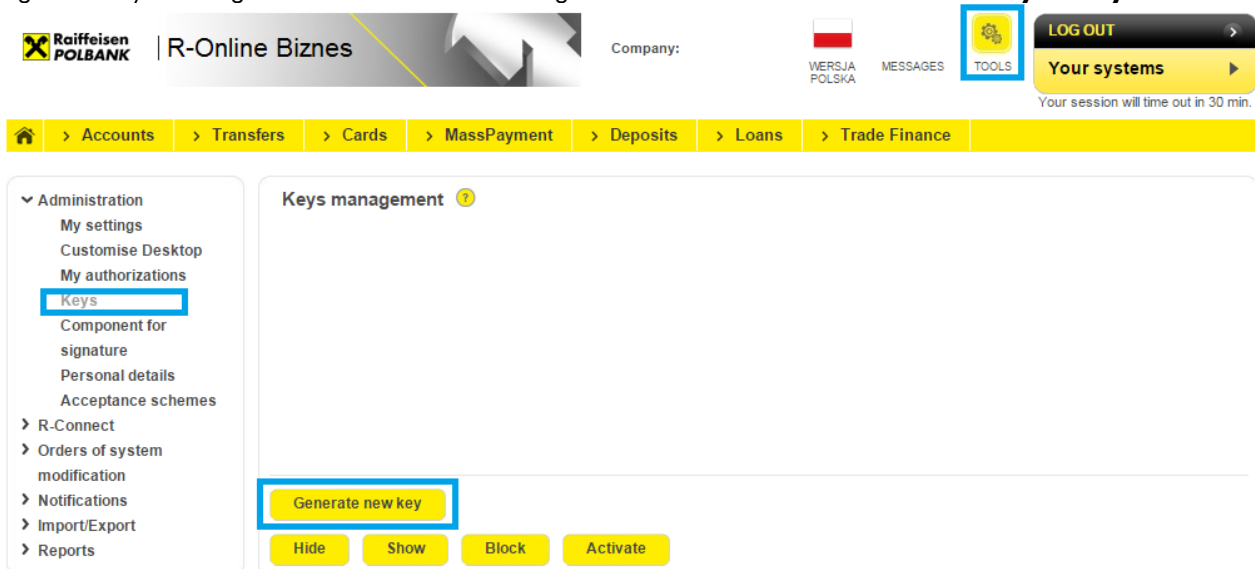 Raiffeisen
POLBANK
R-Online Biznes
Company:
WERSJA
POLSKA
MESSAGES
TOOLS
LOG OUT
Your systems
Your session will time out in 30 min.
> Accounts
> Transfers
> Cards
> MassPayment
> Deposits
> Loans
> Trade Finance
Administration
My settings
Customise Desktop
My authorizations
Keys
Component for
signature
Personal details
Acceptance schemes
R-Connect
Orders of system
modification
Notifications
Import/Export
Reports
Keys management ?
Generate new key
Hide
Show
Block
Activate